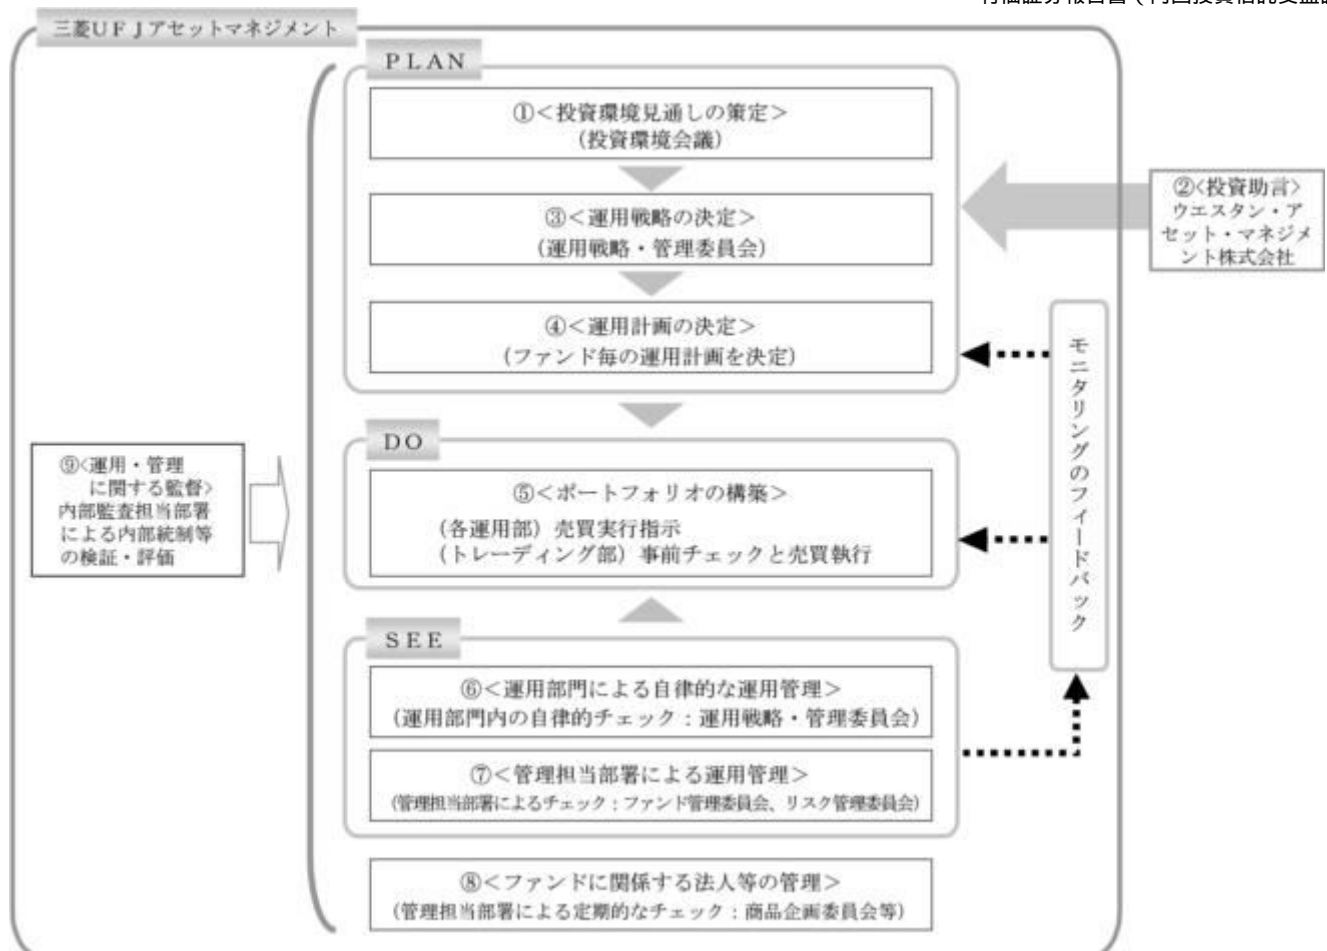 三菱UFJアセットマネジメント
PLAN
①<投資環境見通しの策定>
(投資環境会議)
②<投資助言>
ウエスタン・ア
セット・マネジメ
ント株式会社
③<運用戦略の決定>
(運用戦略・管理委員会)
④<運用計画の決定>
(ファンド毎の運用計画を決定)
モニタリングのフィードバック
DO
⑤<ポートフォリオの構築>
(各運用部)売買実行指示
(トレーディング部)事前チェックと売買執行
⑨<運用・管理
に関する監督>
内部監査担当部署
による内部統制等
の検証・評価
SEE
⑥<運用部門による自律的な運用管理>
(運用部門内の自律的チェック:運用戦略・管理委員会)
⑦<管理担当部署による運用管理>
(管理担当部署によるチェック:ファンド管理委員会、リスク管理委員会)
⑧<ファンドに関係する法人等の管理>
(管理担当部署による定期的なチェック:商品企画委員会等)